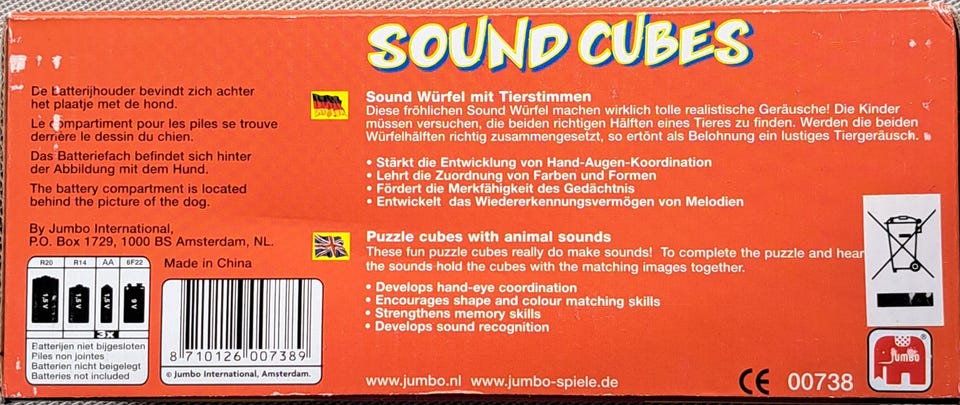 SOUND CUBES
De batterijhouder bevindt zich achter
het plaatje met de hond.
Le compartiment pour les piles se trouve
derrière le dessin du chien.
Das Batteriefach befindet sich hinter
der Abbildung mit dem Hund.
The battery compartment is located
behind the picture of the dog.
By Jumbo International,
P.O. Box 1729, 1000 BS Amsterdam, NL.
R20 R14 AA 6F22
1,5 V 1,5 V 1,5 V 9 V
3x
Batterijen niet bijgesloten
Piles non jointes
Batterien nicht beigelegt
Batteries not included
Made in China
8 710126 007389
© Jumbo International, Amsterdam.
Sound Würfel mit Tierstimmen
Diese fröhlichen Sound Würfel machen wirklich tolle realistische Geräusche! Die Kinder
müssen versuchen, die beiden richtigen Hälften eines Tieres zu finden. Werden die beiden
Würfelhälften richtig zusammengesetzt, so ertönt als Belohnung ein lustiges Tiergeräusch.
• Stärkt die Entwicklung von Hand-Augen-Koordination
• Lehrt die Zuordnung von Farben und Formen
• Fördert die Merkfähigkeit des Gedächtnis
• Entwickelt das Wiedererkennungsvermögen von Melodien
Puzzle cubes with animal sounds
These fun puzzle cubes really do make sounds! To complete the puzzle and hear
the sounds hold the cubes with the matching images together.
• Develops hand-eye coordination
• Encourages shape and colour matching skills
• Strengthens memory skills
• Develops sound recognition
www.jumbo.nl www.jumbo-spiele.de
CE 00738
Jumbo